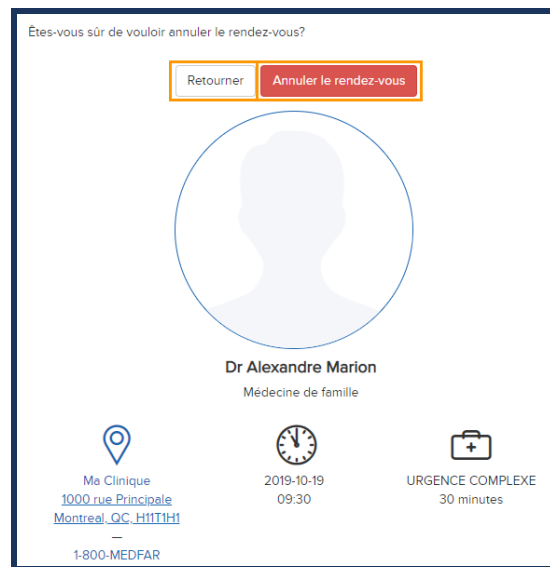 Êtes-vous sûr de vouloir annuler le rendez-vous?
Retourner
Annuler le rendez-vous
Dr Alexandre Marion
Médecine de famille
Ma Clinique
1000 rue Principale
Montreal, QC, H11T1H1
—
1-800-MEDFAR
2019-10-19
09:30
URGENCE COMPLEXE
30 minutes